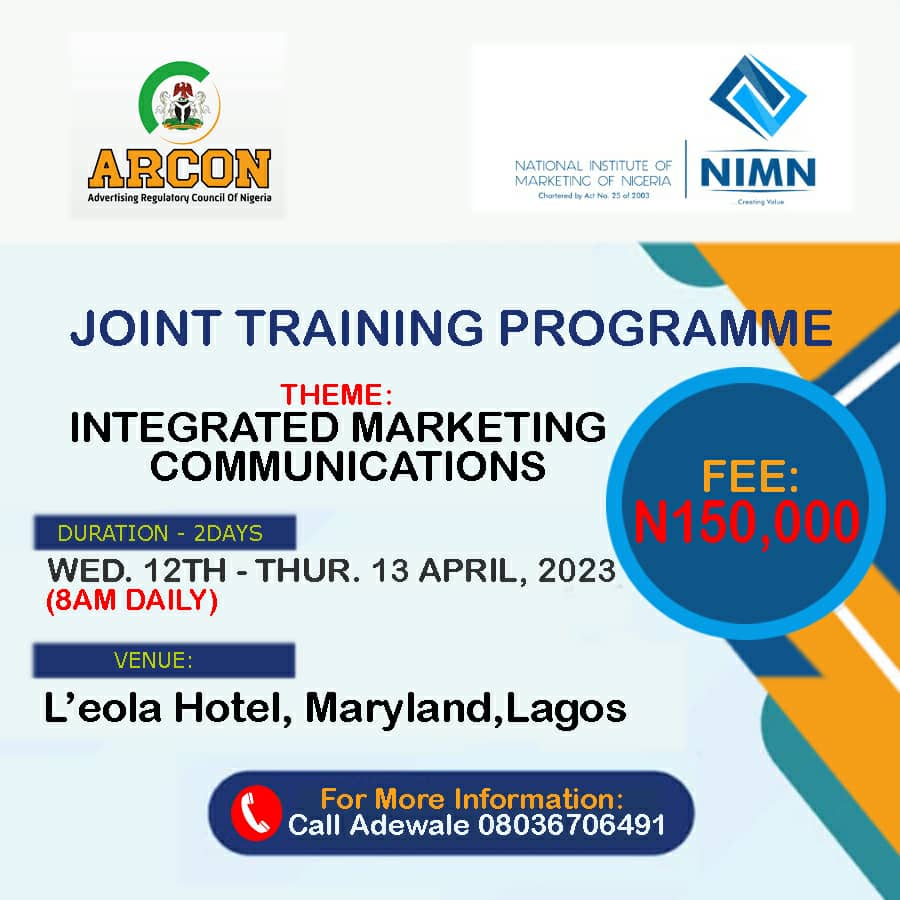 ARCON
Advertising Regulatory Council Of Nigeria
NATIONAL INSTITUTE OF
MARKETING OF NIGERIA
Chartered by Act No. 25 of 2003
NIMN
...Creating Value
JOINT TRAINING PROGRAMME
THEME:
INTEGRATED MARKETING
COMMUNICATIONS
FEE:
N150,000
DURATION - 2DAYS
WED. 12TH - THUR. 13 APRIL, 2023
(8AM DAILY)
VENUE:
L’eola Hotel, Maryland,Lagos
For More Information:
Call Adewale 08036706491